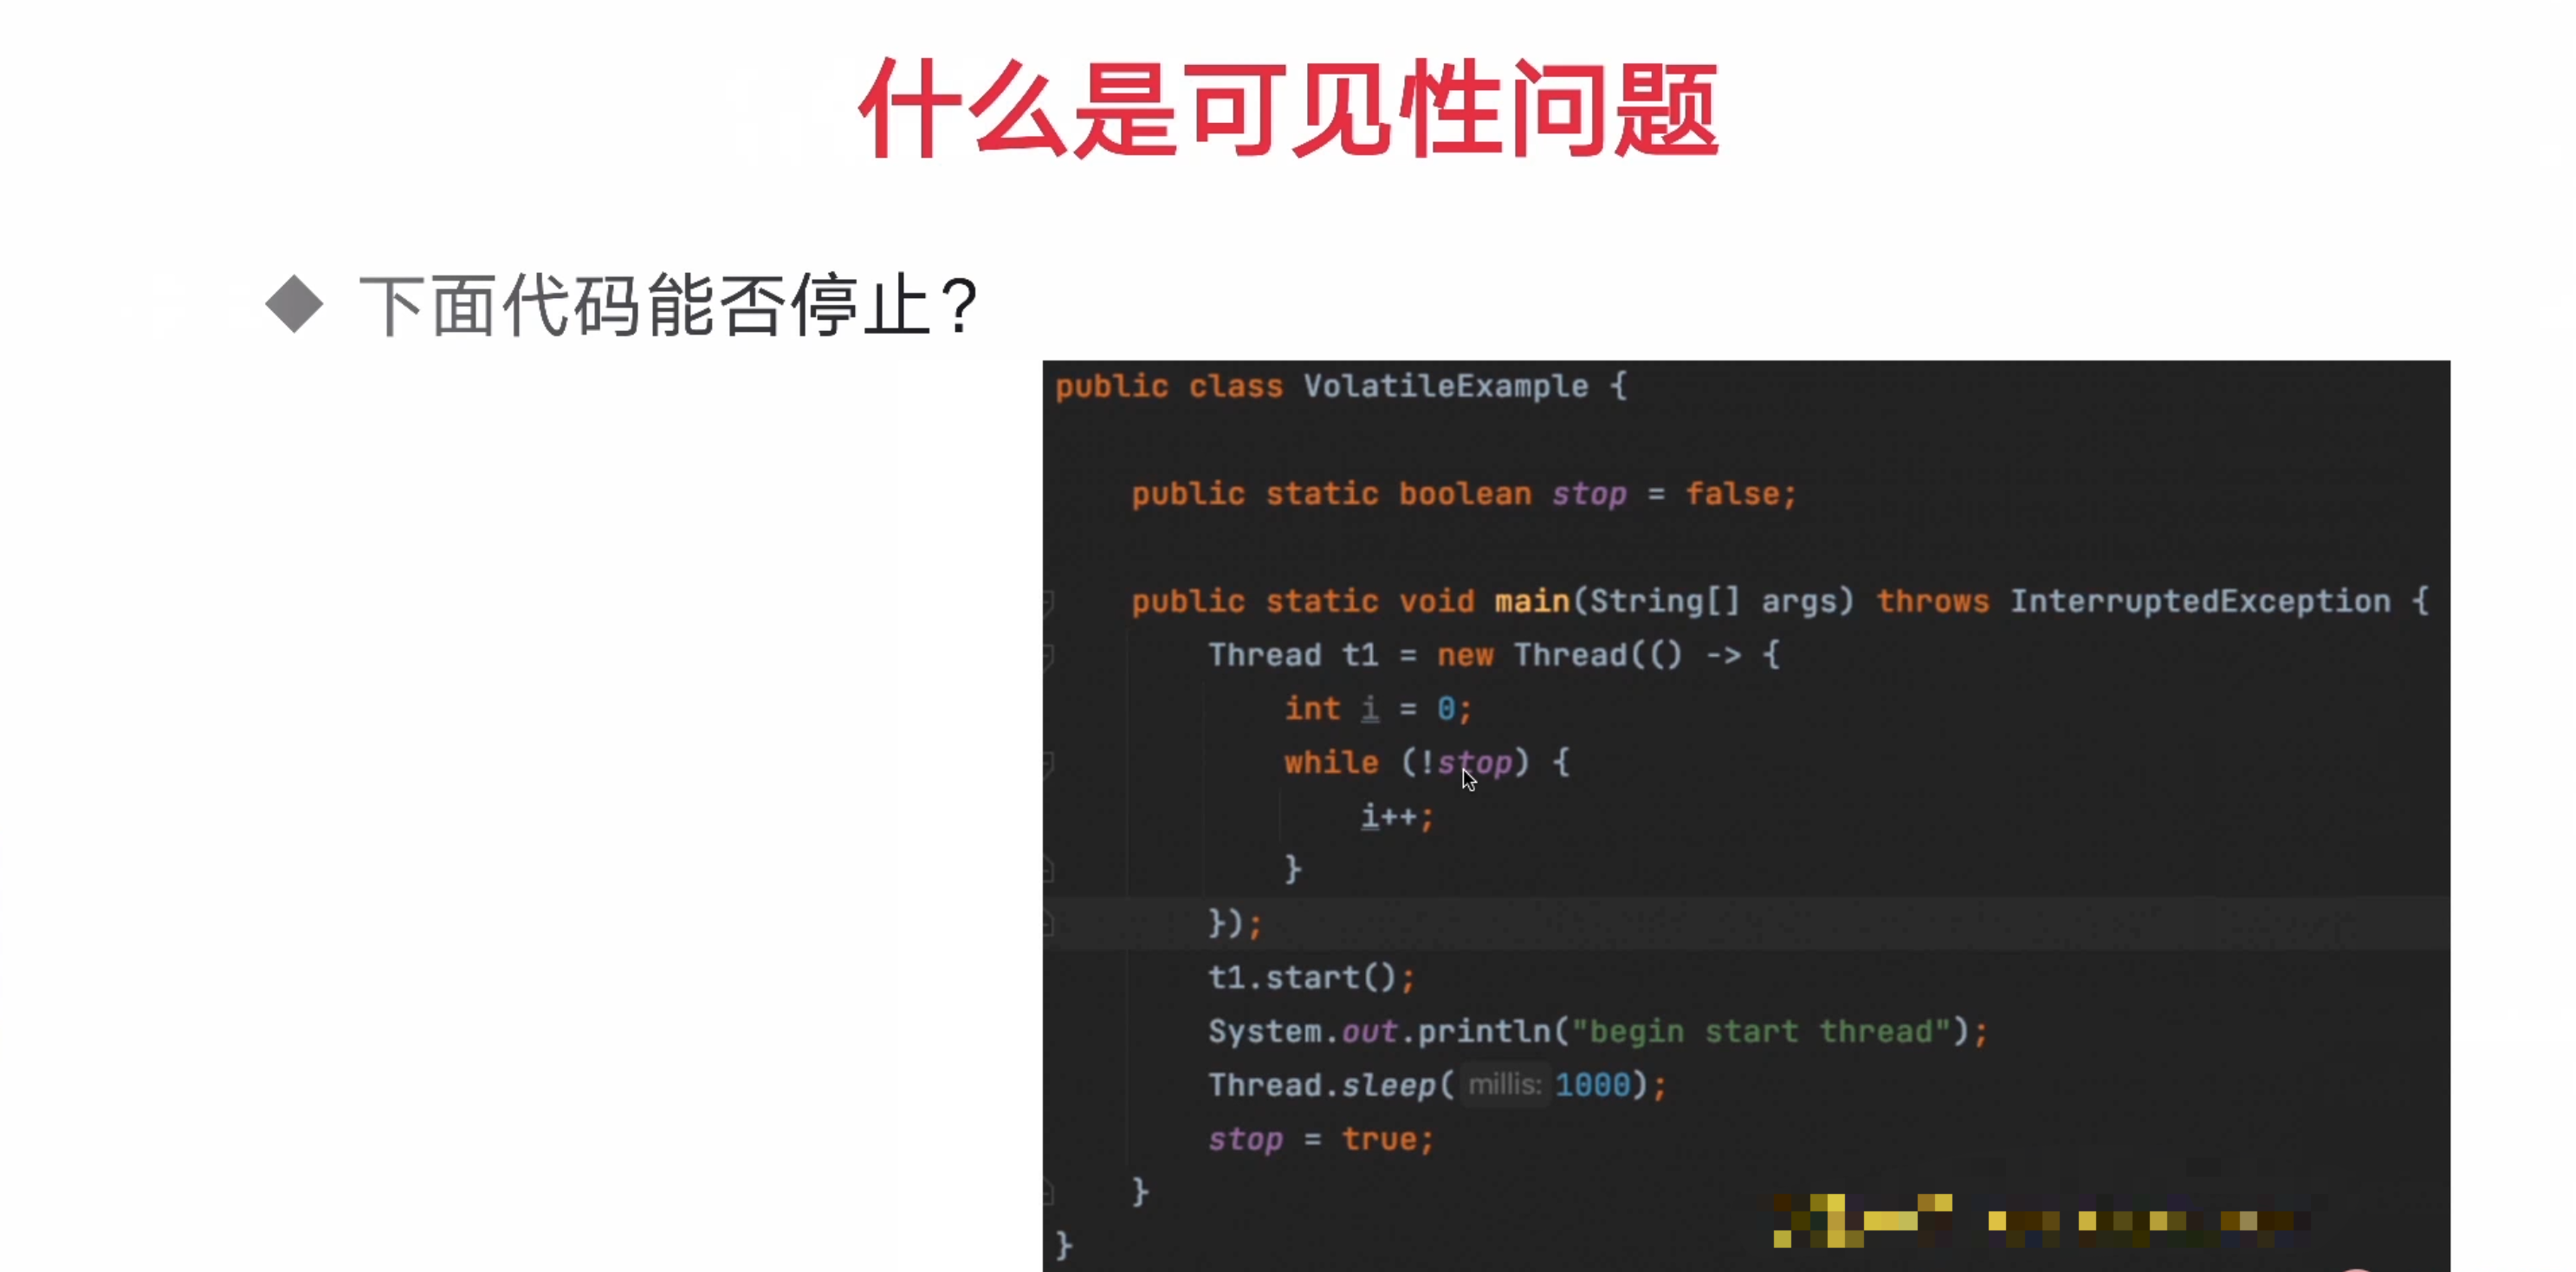 什么是可见性问题
◆ 下面代码能否停止？
public class VolatileExample {
public static boolean stop = false;
public static void main(String[] args) throws InterruptedException {
Thread t1 = new Thread(() -> {
int i = 0;
while (!stop) {
i++;
}
});
t1.start();
System.out.println("begin start thread");
Thread.sleep( millis: 1000);
stop = true;
}
}